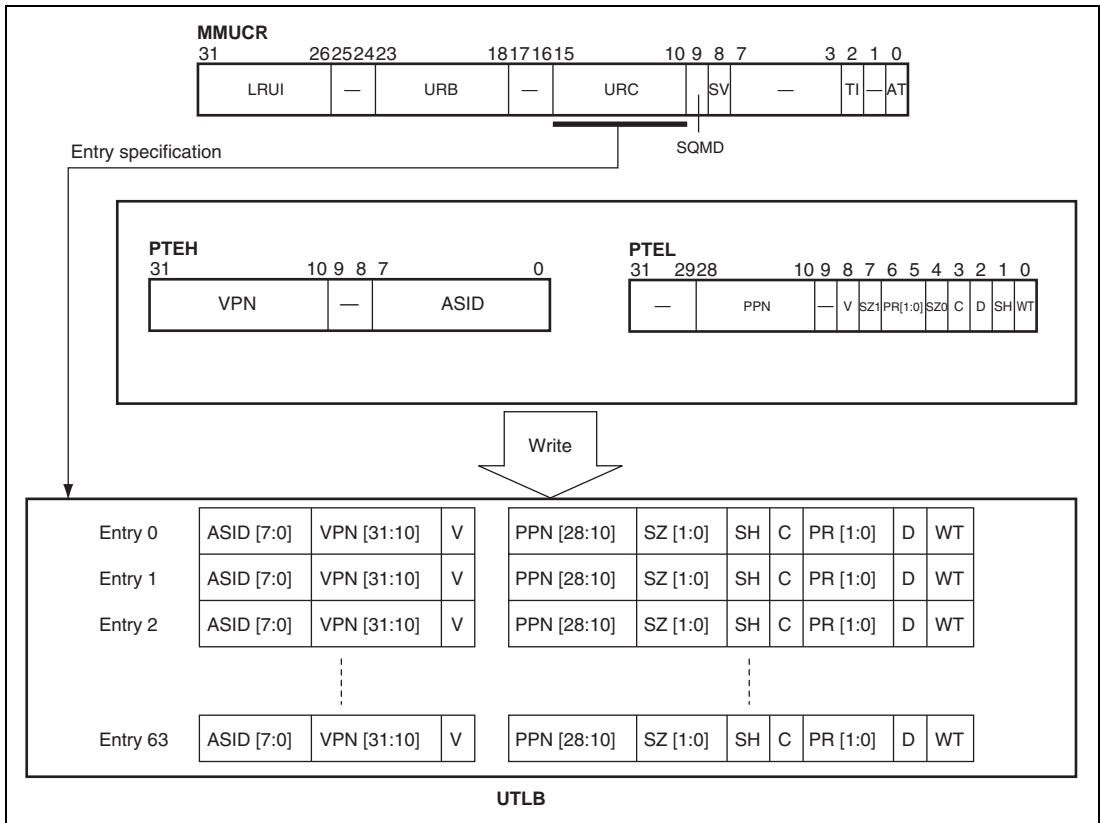 MMUCR
31 26 25 24 23 18 17 16 15 10 9 8 7 3 2 1 0
LRUI — URB — URC SV — TI — AT
SQMD
Entry specification
PTEH
31 10 9 8 7 0
VPN — ASID
PTEL
31 29 28 10 9 8 7 6 5 4 3 2 1 0
— PPN — V SZ1 PR[1:0] SZ0 C D SH WT
Write
Entry 0 ASID [7:0] VPN [31:10] V PPN [28:10] SZ [1:0] SH C PR [1:0] D WT
Entry 1 ASID [7:0] VPN [31:10] V PPN [28:10] SZ [1:0] SH C PR [1:0] D WT
Entry 2 ASID [7:0] VPN [31:10] V PPN [28:10] SZ [1:0] SH C PR [1:0] D WT
Entry 63 ASID [7:0] VPN [31:10] V PPN [28:10] SZ [1:0] SH C PR [1:0] D WT
UTLB